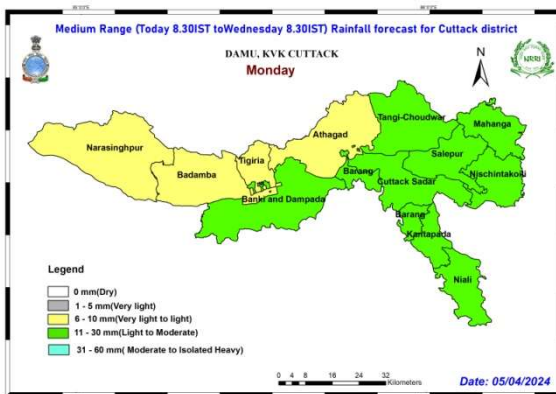 Medium Range (Today 8.30IST toWednesday 8.30IST) Rainfall forecast for Cuttack district
DAMU, KVK CUTTACK
Monday
N
NRRI
Tangi-Choudwar
Mahanga
Athagad
Narasinghpur
Salepur
Tigiria
Badamba
Barang
Nischintakoili
Cuttack Sadar
Banki and Dampada
Barang
Kantapada
Niali
Legend
0 mm(Dry)
1 - 5 mm(Very light)
6 - 10 mm(Very light to light)
11 - 30 mm(Light to Moderate)
31 - 60 mm( Moderate to Isolated Heavy)
0 4 8 16 24 32
Kilometers
Date: 05/04/2024